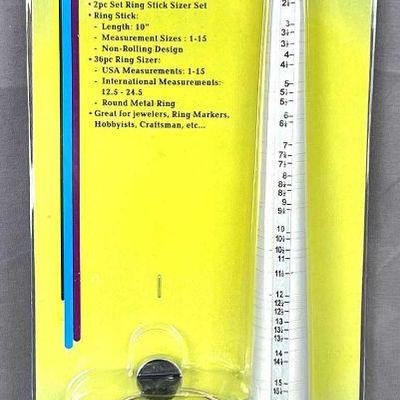 • 2pc Set Ring Stick Sizer Set
• Ring Stick:
- Length: 10"
- Measurement Sizes : 1-15
- Non-Rolling Design
• 36pc Ring Sizer:
- USA Measurements: 1-15
- International Measurements:
12.5 - 24.5
- Round Metal Ring
• Great for jewelers, Ring Markers,
Hobbyists, Craftsman, etc...
3
4
5
6
7
8
9
10
11
12
13
14
15